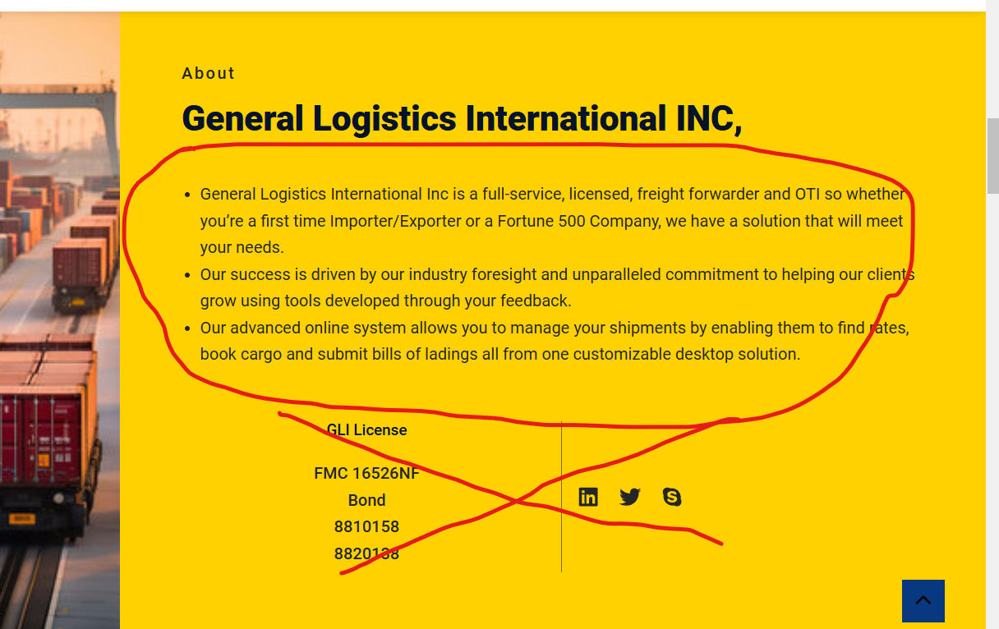 About
General Logistics International INC,
• General Logistics International Inc is a full-service, licensed, freight forwarder and OTI so whether
you’re a first time Importer/Exporter or a Fortune 500 Company, we have a solution that will meet
your needs.
• Our success is driven by our industry foresight and unparalleled commitment to helping our clients
grow using tools developed through your feedback.
• Our advanced online system allows you to manage your shipments by enabling them to find rates,
book cargo and submit bills of ladings all from one customizable desktop solution.
GLI License
FMC 16526NF
Bond
8810158
8820138
in